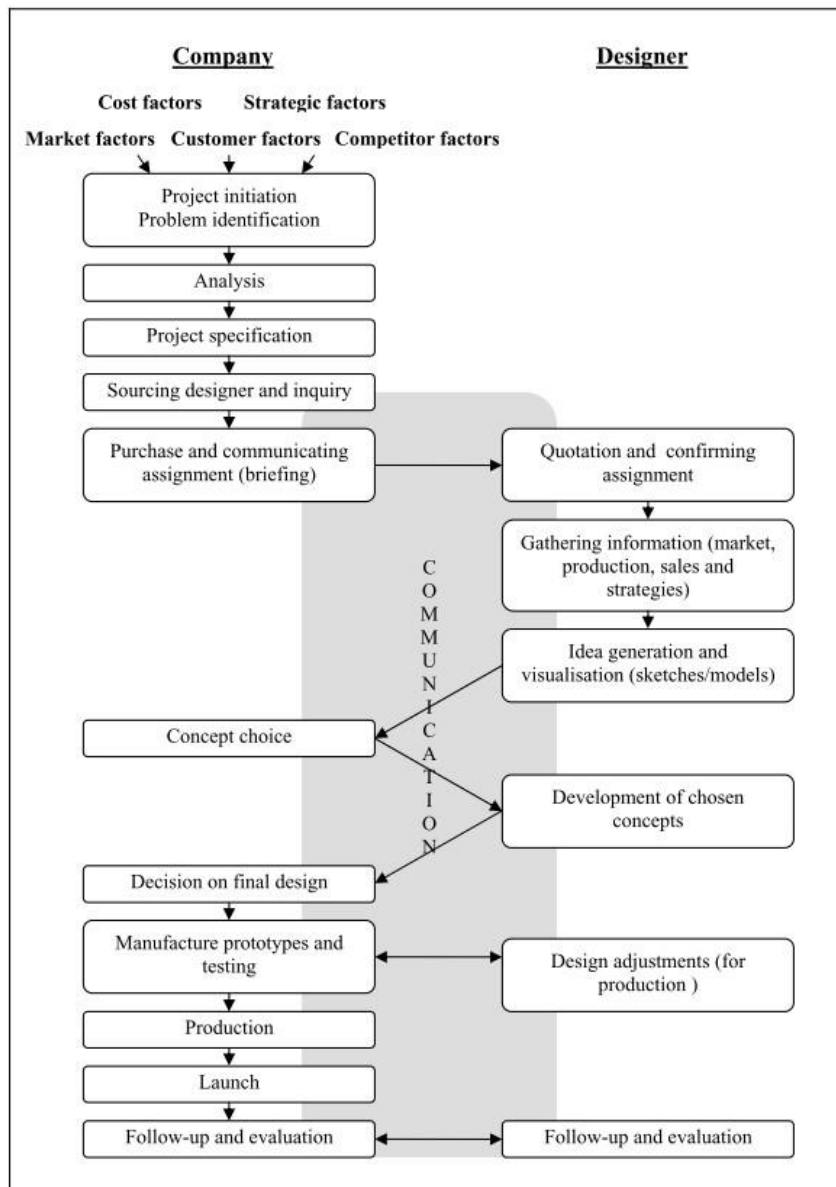 Company
Designer
Cost factors
Strategic factors
Market factors
Customer factors
Competitor factors
Project initiation
Problem identification
Analysis
Project specification
Sourcing designer and inquiry
Purchase and communicating
assignment (briefing)
Quotation and confirming
assignment
Gathering information (market,
production, sales and
strategies)
COMMUNICATION
Idea generation and
visualisation (sketches/models)
Concept choice
Development of chosen
concepts
Decision on final design
Manufacture prototypes and
testing
Design adjustments (for
production )
Production
Launch
Follow-up and evaluation
Follow-up and evaluation